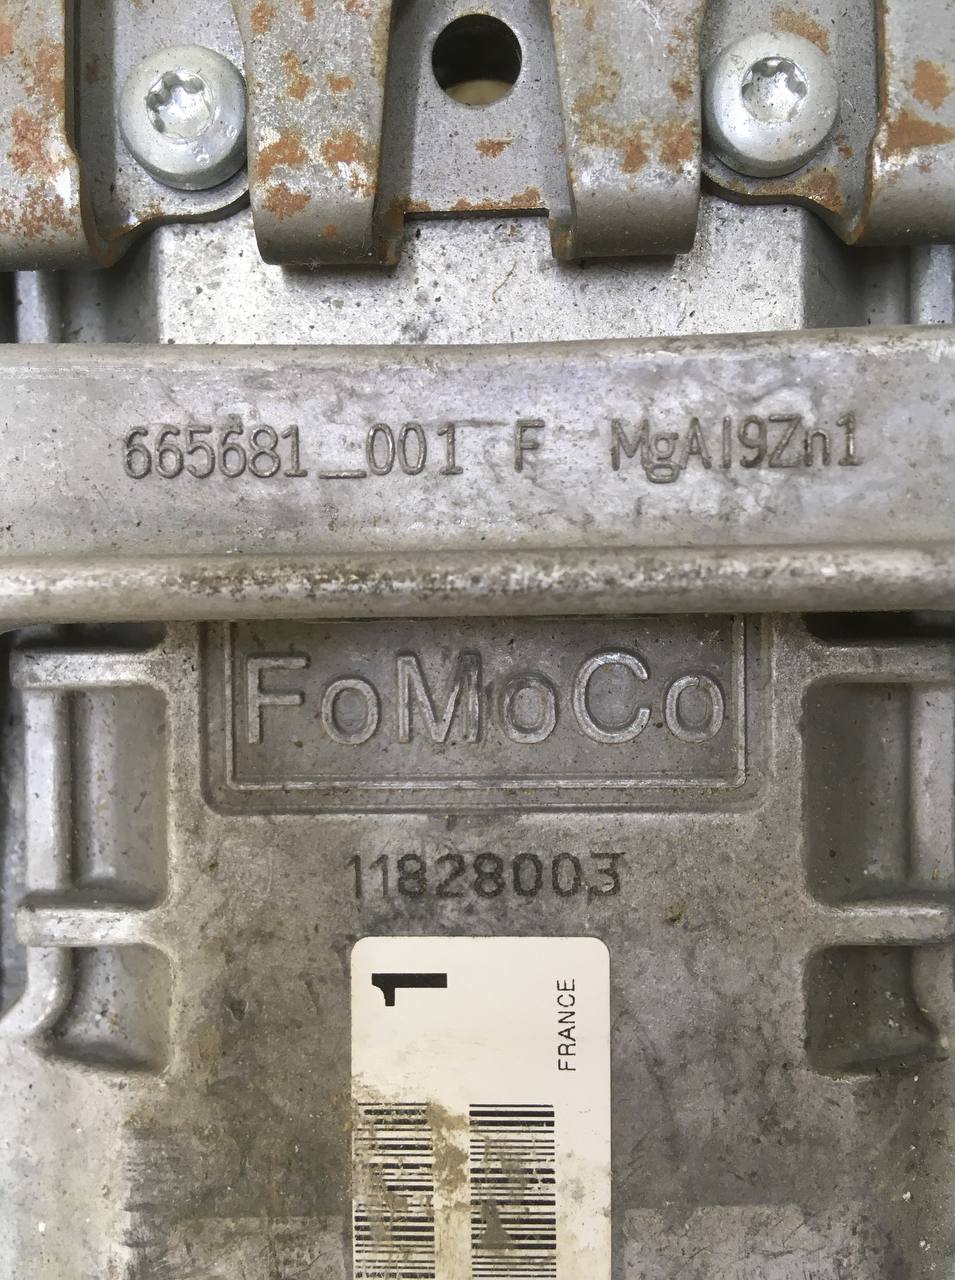 665681_001 F MgAl9Zn1
FoMoCo
11828003
1
FRANCE